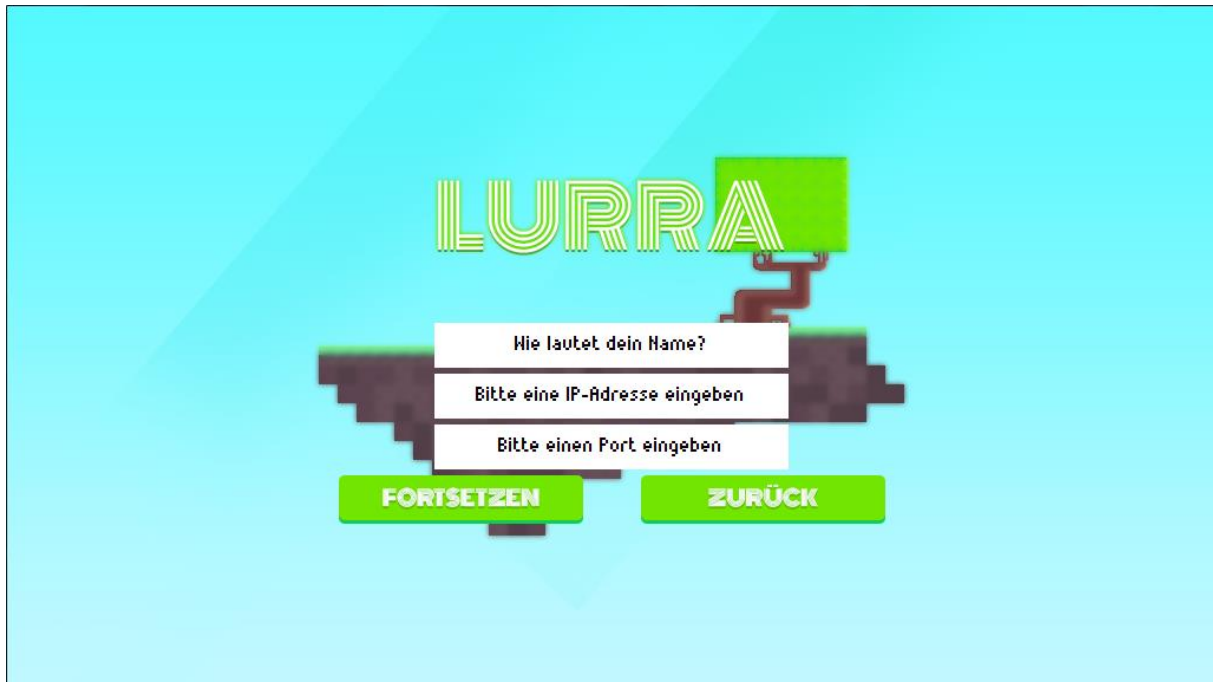 LURRA
Wie lautet dein Name?
Bitte eine IP-Adresse eingeben
Bitte einen Port eingeben
FORTSETZEN
ZURÜCK